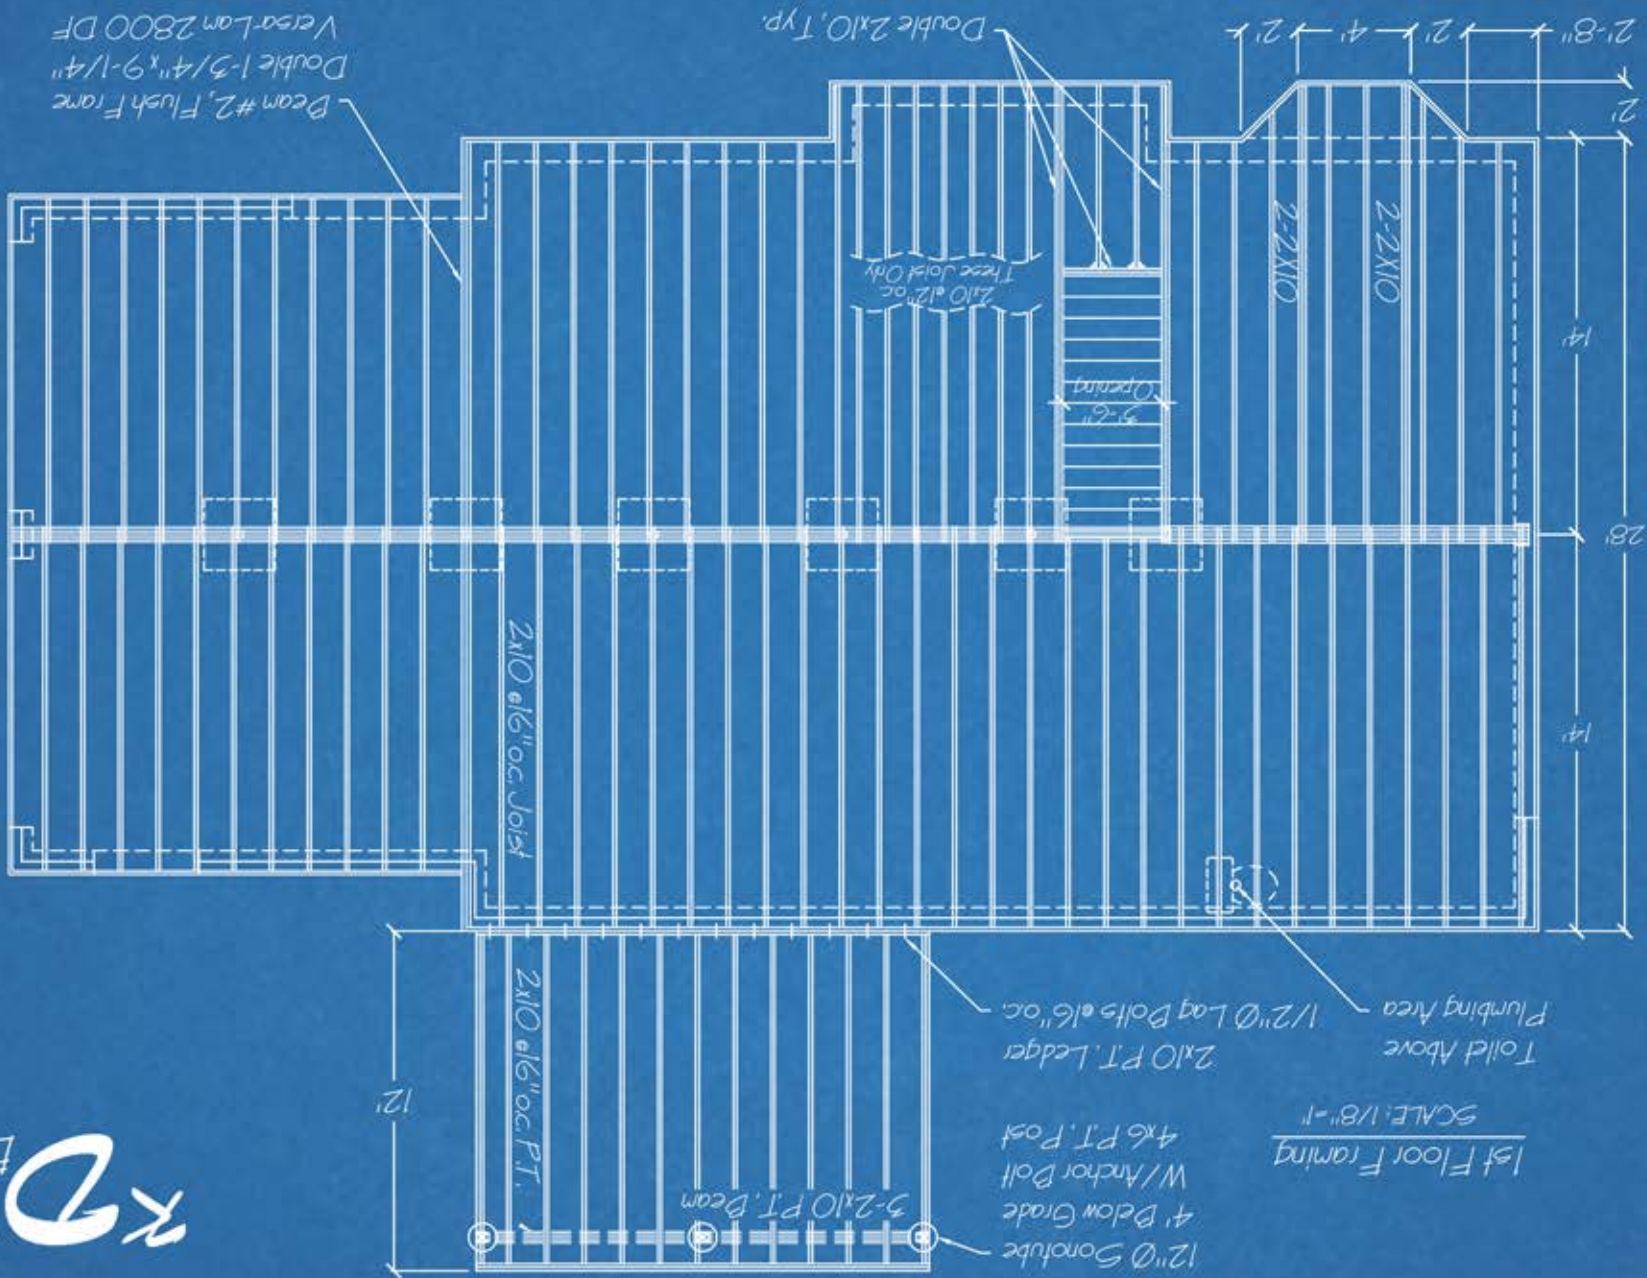 12"Ø Sonotube
4' Below Grade
W/Anchor Bolt
4x6 P.T. Post
3-2x10 P.T. Beam
1st Floor Framing
SCALE: 1/8"=1'
12'
2x10 @16"o.c. P.T.
Toilet Above
Plumbing Area
2x10 P.T. Ledger
1/2"Ø Lag Bolts @16"o.c.
14'
2x10 @16"o.c. Joist
28'
3'-6"
Opening
14'
2x10 @12"o.c.
These Joist Only
2-2X10
2-2X10
2'
Beam #2, Flush Frame
Double 1-3/4"x9-1/4"
Versa-Lam 2800 DF
2'-8"
2'
4'
2'
Double 2x10, Typ.